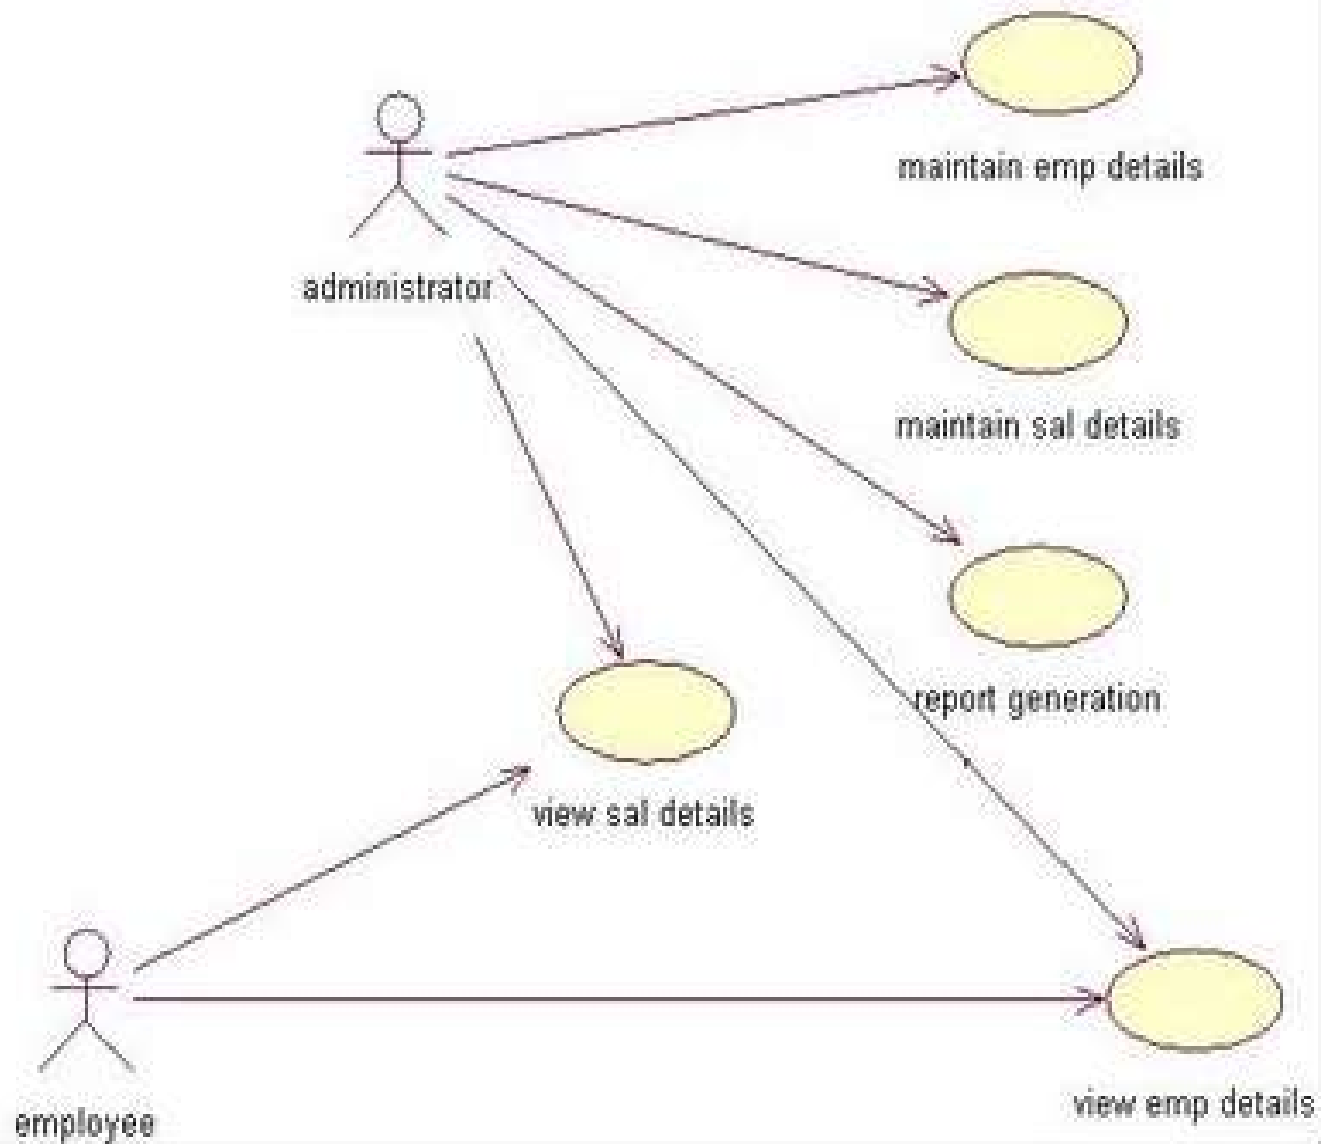 maintain emp details
administrator
maintain sal details
report generation
view sal details
view emp details
employee